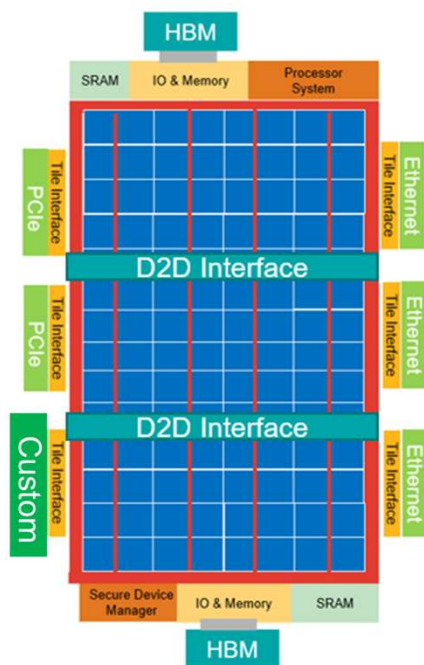 HBM
SRAM
IO & Memory
Processor
System
PCIe
Tile Interface
Tile Interface
Ethernet
D2D Interface
PCIe
Tile Interface
Tile Interface
Ethernet
D2D Interface
Custom
Tile Interface
Tile Interface
Ethernet
Secure Device
Manager
IO & Memory
SRAM
HBM